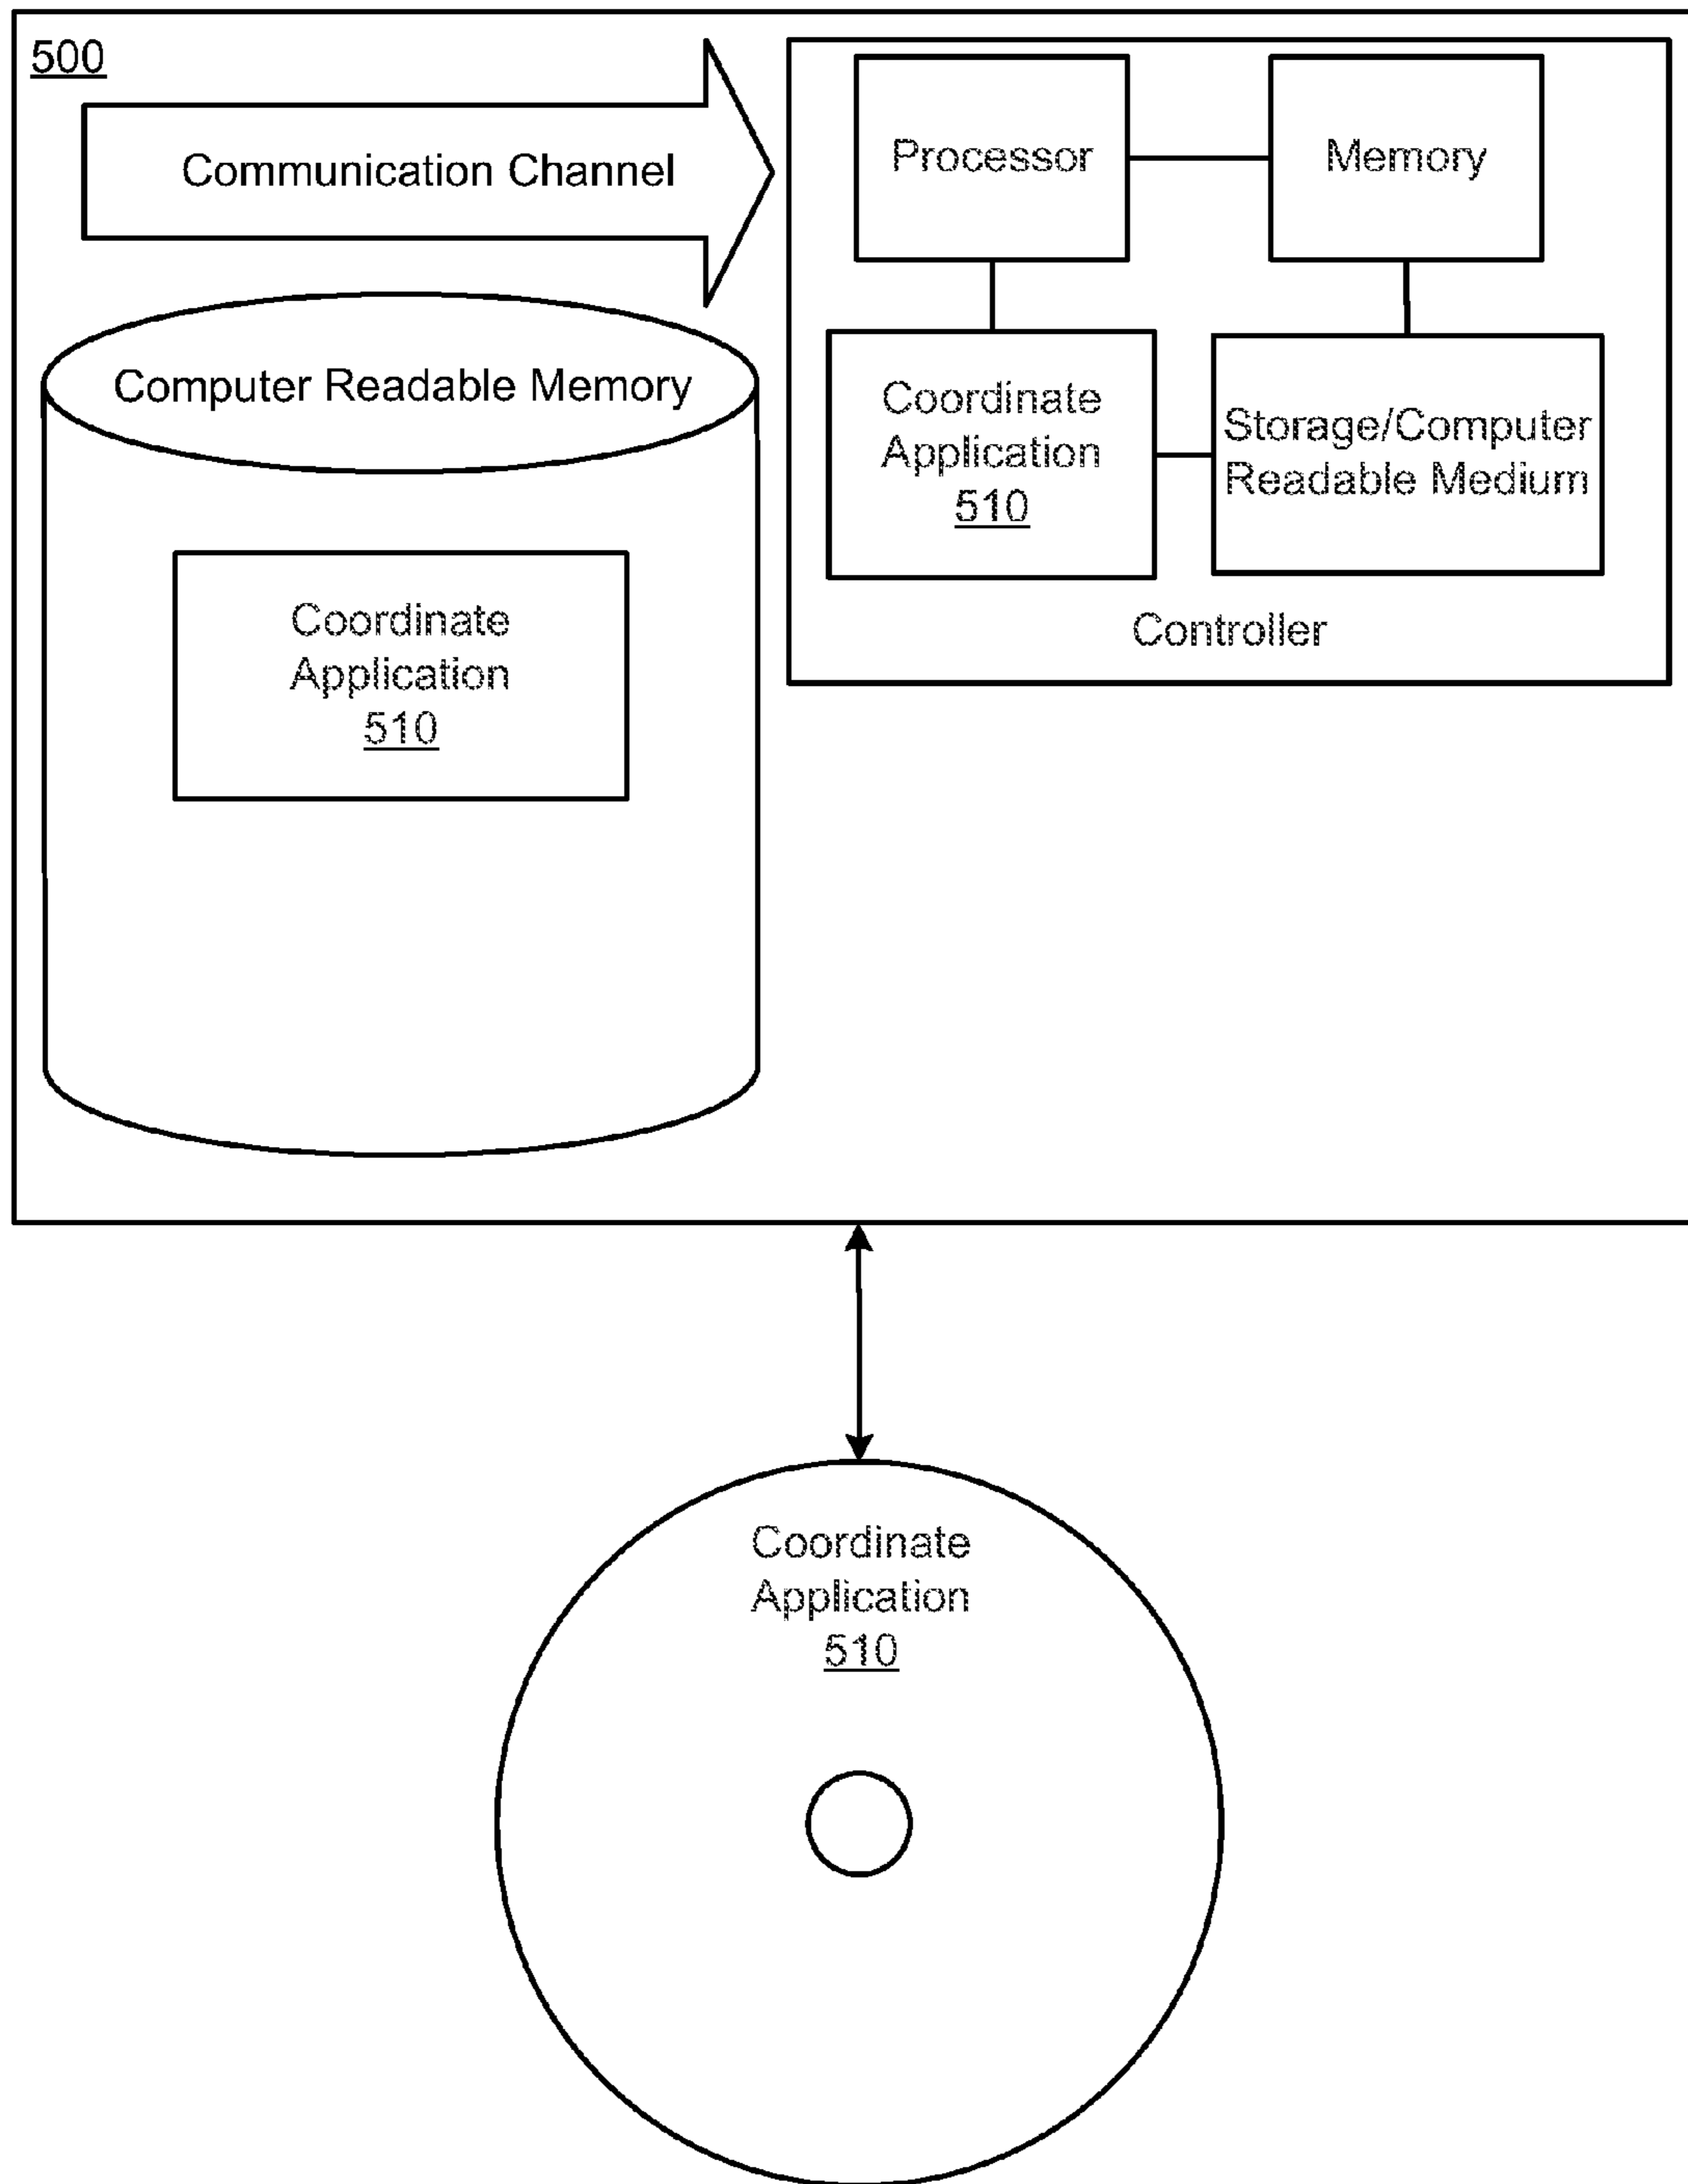 500
Communication Channel
Processor
Memory
Computer Readable Memory
Coordinate
Application
510
Storage/Computer
Readable Medium
Controller
Coordinate
Application
510
Coordinate
Application
510